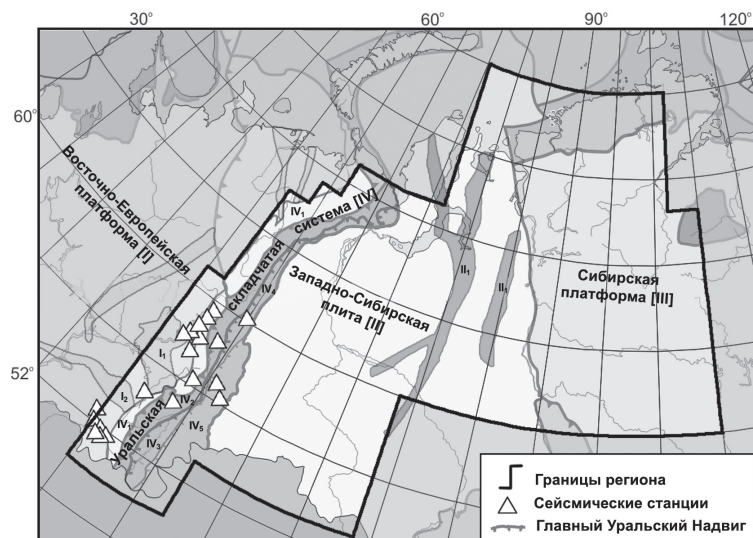 30°
60°
90°
120°
60°
52°
Восточно-Европейская
платформа [I]
складчатая
система [IV]
Уральская
Западно-Сибирская
плита [II]
Сибирская
платформа [III]
IV₁
IV₄
II₁
II₁
I₁
I₂
IV₁
IV₂
IV₃
IV₅
Границы региона
Сейсмические станции
Главный Уральский Надвиг